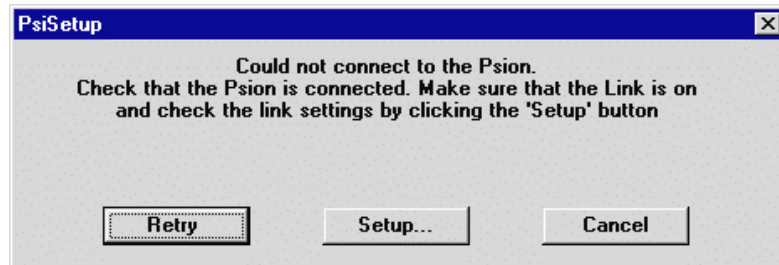 PsiSetup
Could not connect to the Psion.
Check that the Psion is connected. Make sure that the Link is on
and check the link settings by clicking the 'Setup' button
Retry
Setup...
Cancel